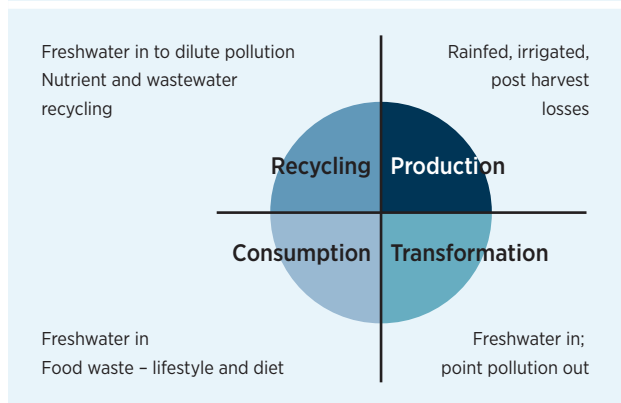 Freshwater in to dilute pollution
Nutrient and wastewater
recycling
Rainfed, irrigated,
post harvest
losses
Recycling
Production
Consumption
Transformation
Freshwater in
Food waste – lifestyle and diet
Freshwater in;
point pollution out